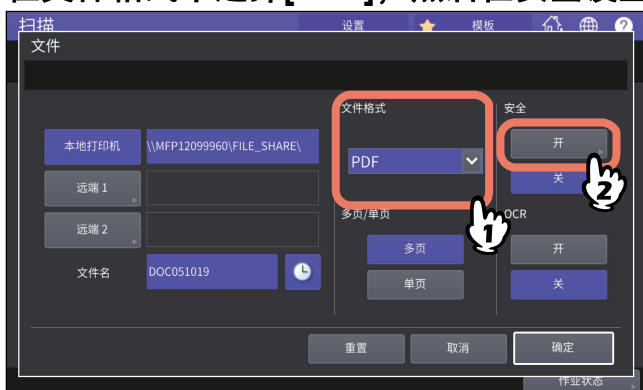 扫描
设置
模板
?
文件
文件格式
安全
本地打印机
\\MFP12099960\FILE_SHARE\
PDF
开
远端 1
关
远端 2
多页/单页
OCR
多页
开
文件名
DOC051019
单页
关
1
2
重置
取消
确定
作业状态